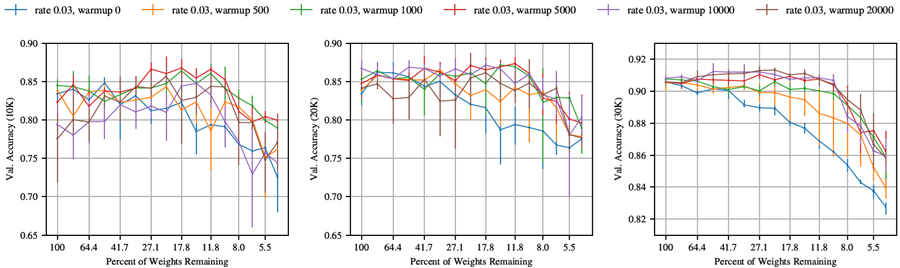 rate 0.03, warmup 0 rate 0.03, warmup 500 rate 0.03, warmup 1000 rate 0.03, warmup 5000 rate 0.03, warmup 10000 rate 0.03, warmup 20000
Val. Accuracy (10K)
0.90
0.85
0.80
0.75
0.70
0.65
100 64.4 41.7 27.1 17.8 11.8 8.0 5.5
Percent of Weights Remaining
Val. Accuracy (20K)
0.90
0.85
0.80
0.75
0.70
0.65
100 64.4 41.7 27.1 17.8 11.8 8.0 5.5
Percent of Weights Remaining
Val. Accuracy (30K)
0.92
0.90
0.88
0.86
0.84
0.82
100 64.4 41.7 27.1 17.8 11.8 8.0 5.5
Percent of Weights Remaining